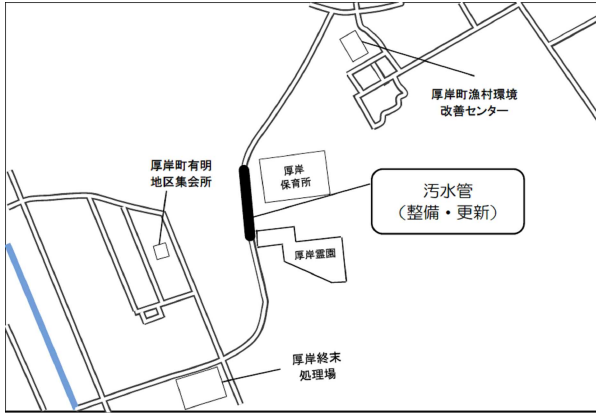 厚岸町漁村環境
改善センター
厚岸町有明
地区集会所
厚岸
保育所
汚水管
（整備・更新）
厚岸霊園
厚岸終末
処理場